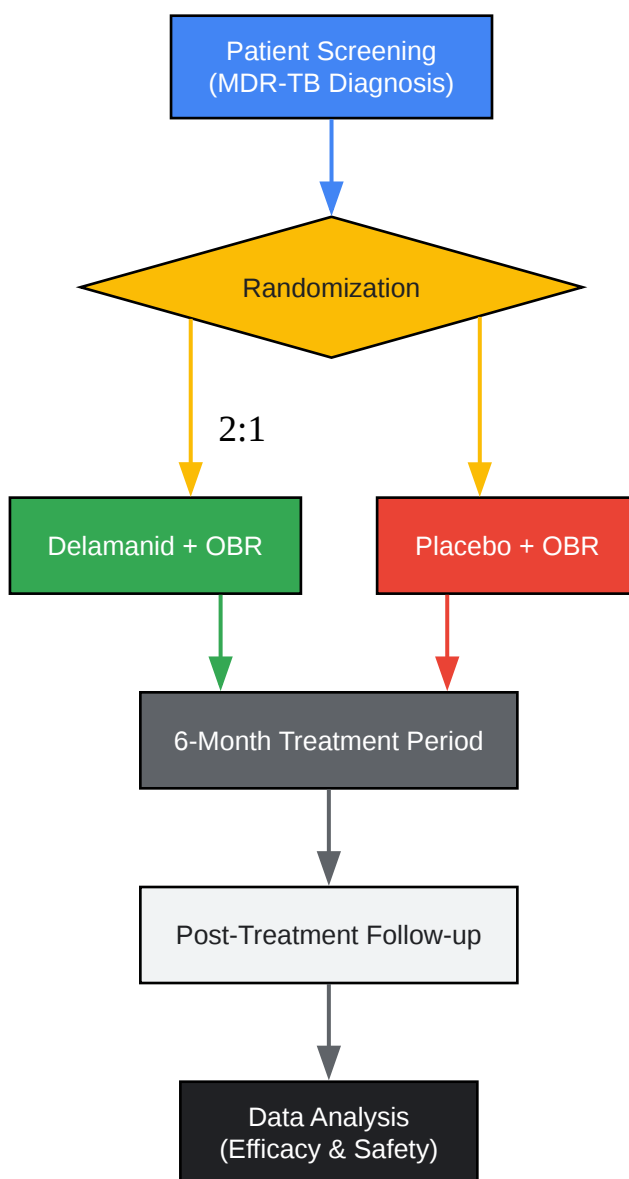 Patient Screening
(MDR-TB Diagnosis)
Randomization
2:1
Delamanid + OBR
Placebo + OBR
6-Month Treatment Period
Post-Treatment Follow-up
Data Analysis
(Efficacy & Safety)